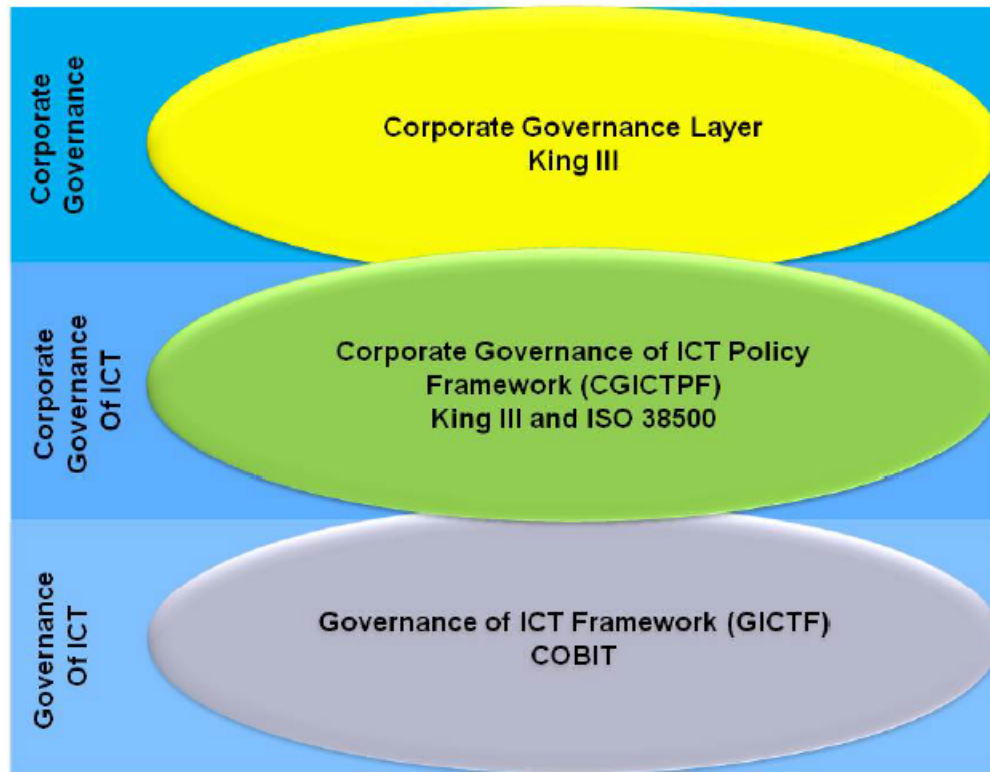 Corporate
Governance
Corporate Governance Layer
King III
Corporate
Governance
Of ICT
Corporate Governance of ICT Policy
Framework (CGICTPF)
King III and ISO 38500
Governance
Of ICT
Governance of ICT Framework (GICTF)
COBIT